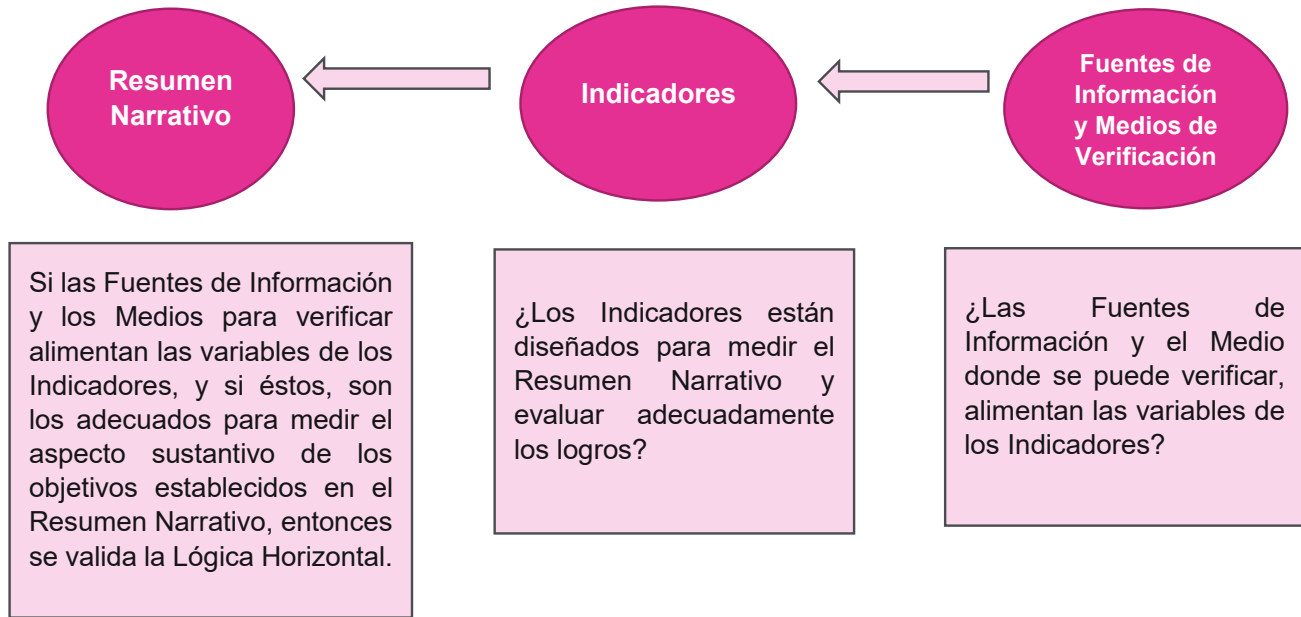 Resumen
Narrativo
Indicadores
Fuentes de
Información
y Medios de
Verificación
Si las Fuentes de Información
y los Medios para verificar
alimentan las variables de los
Indicadores, y si éstos, son
los adecuados para medir el
aspecto sustantivo de los
objetivos establecidos en el
Resumen Narrativo, entonces
se valida la Lógica Horizontal.
¿Los Indicadores están
diseñados para medir el
Resumen Narrativo y
evaluar adecuadamente
los logros?
¿Las Fuentes de
Información y el Medio
donde se puede verificar,
alimentan las variables de
los Indicadores?